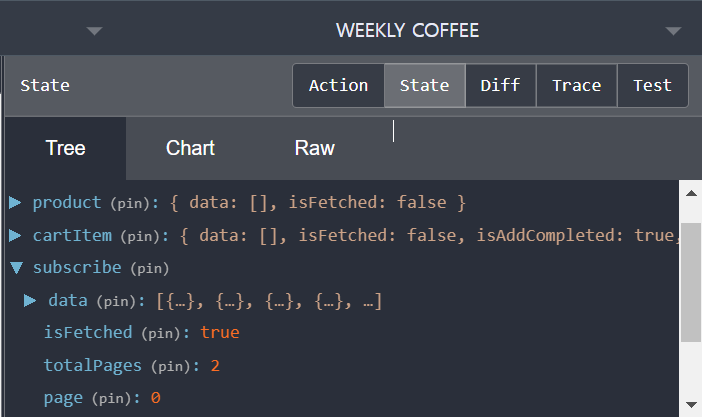 WEEKLY COFFEE
State Action State Diff Trace Test
Tree Chart Raw
product (pin): { data: [], isFetched: false }
cartItem (pin): { data: [], isFetched: false, isAddCompleted: true,
subscribe (pin)
data (pin): [{…}, {…}, {…}, {…}, …]
isFetched (pin): true
totalPages (pin): 2
page (pin): 0